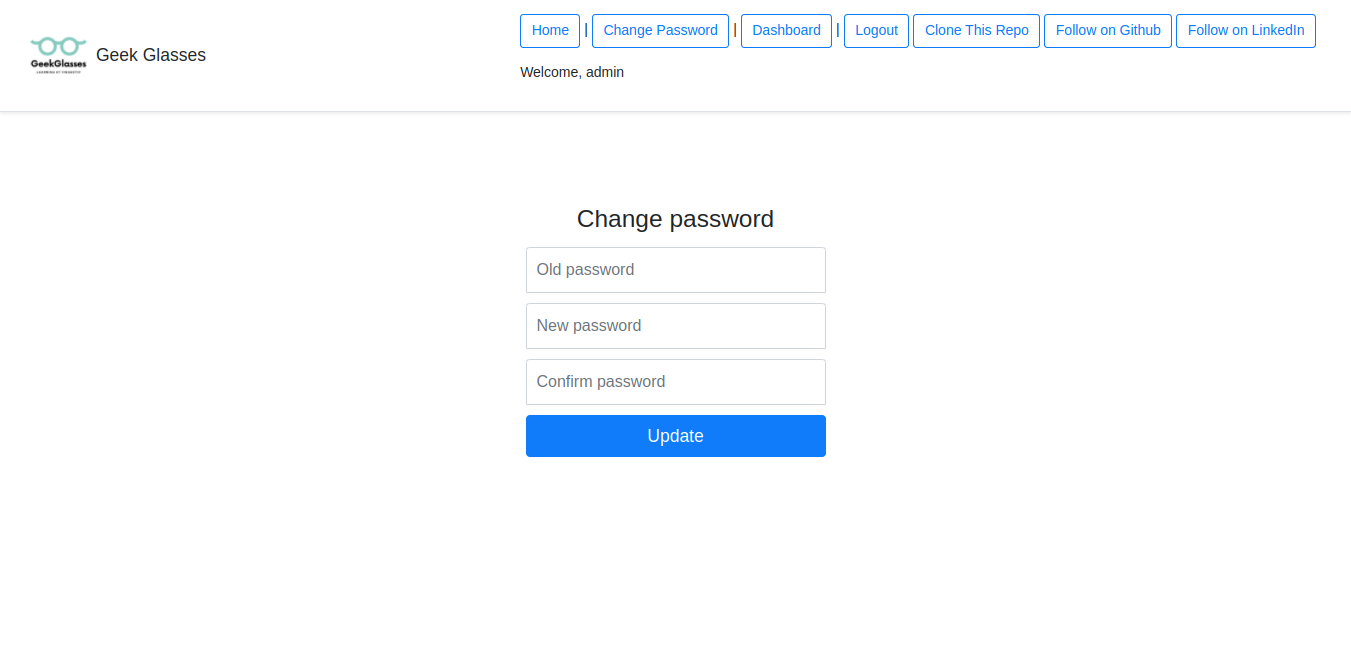 Home | Change Password | Dashboard | Logout Clone This Repo Follow on Github Follow on LinkedIn
GeekGlasses
Geek Glasses
Welcome, admin
Change password
Old password
New password
Confirm password
Update